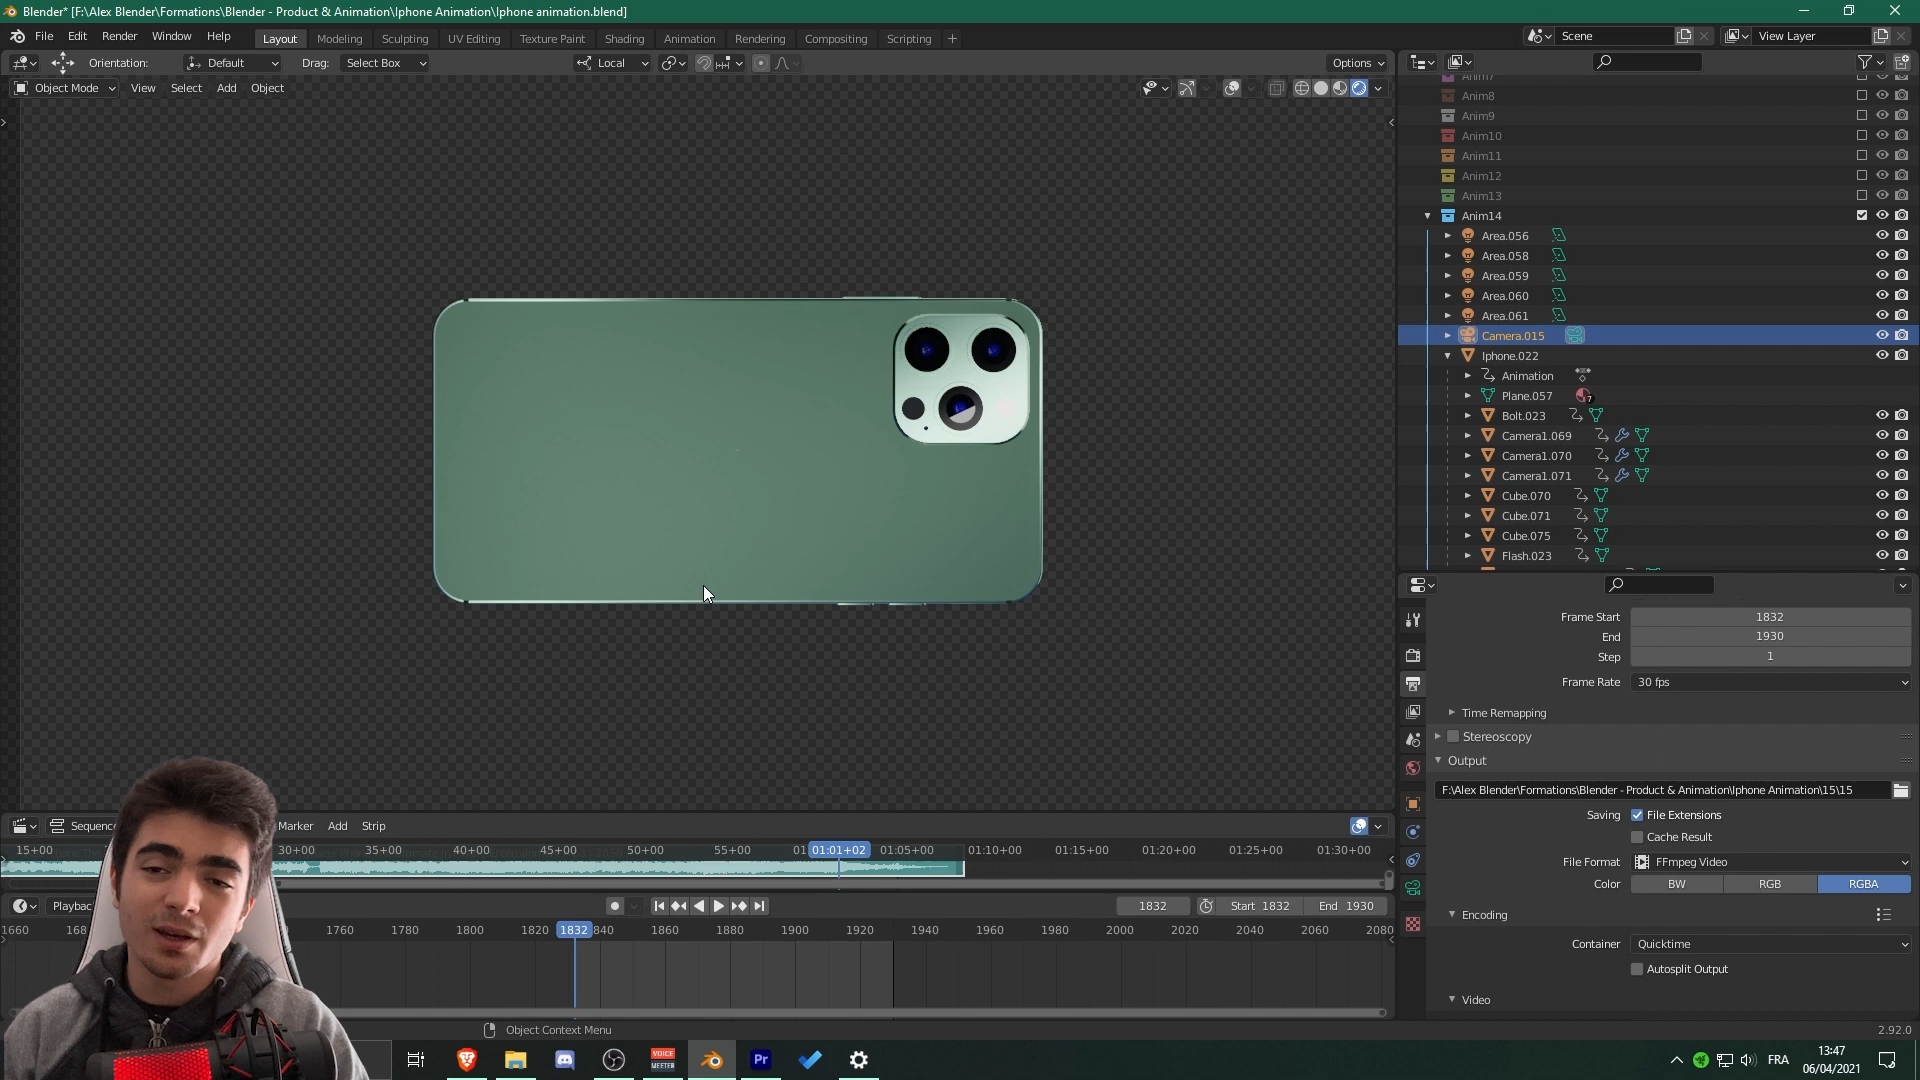 Blender* [F:\Alex Blender\Formations\Blender - Product & Animation\Iphone Animation\Iphone animation.blend]
File Edit Render Window Help Layout Modeling Sculpting UV Editing Texture Paint Shading Animation Rendering Compositing Scripting + Scene View Layer
Orientation: Default Drag: Select Box Local Options
Object Mode View Select Add Object
Anim7
Anim8
Anim9
Anim10
Anim11
Anim12
Anim13
Anim14
Area.056
Area.058
Area.059
Area.060
Area.061
Camera.015
Iphone.022
Animation
Plane.057 7
Bolt.023
Camera1.069
Camera1.070
Camera1.071
Cube.070
Cube.071
Cube.075
Flash.023
Frame Start 1832
End 1930
Step 1
Frame Rate 30 fps
Time Remapping
Stereoscopy
Output
F:\Alex Blender\Formations\Blender - Product & Animation\Iphone Animation\15\15
Saving File Extensions
Cache Result
File Format FFmpeg Video
Color BW RGB RGBA
Encoding
Container Quicktime
Autosplit Output
Video
Sequenc Marker Add Strip
15+00 30+00 35+00 40+00 45+00 50+00 55+00 01:01+02 01:05+00 01:10+00 01:15+00 01:20+00 01:25+00 01:30+00
Playbac 1832 Start 1832 End 1930
1660 168 1760 1780 1800 1820 1832 840 1860 1880 1900 1920 1940 1960 1980 2000 2020 2040 2060 2080
Object Context Menu 2.92.0
VOICE MEETER Pr FRA 13:47
06/04/2021